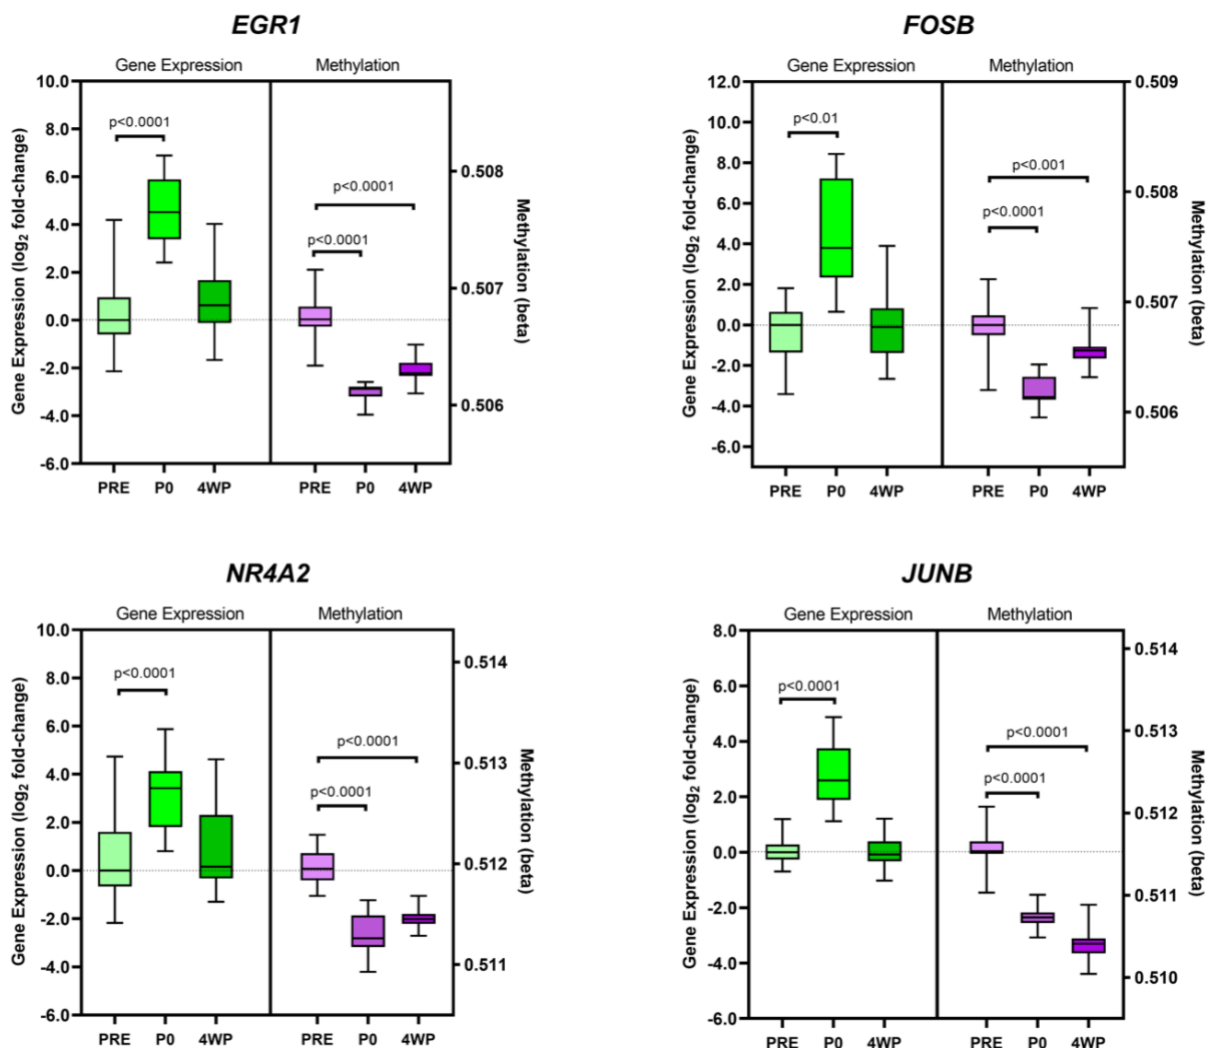 EGR1
Gene Expression Methylation
Gene Expression (log2 fold-change)
10.0
8.0
6.0
4.0
2.0
0.0
-2.0
-4.0
-6.0
p<0.0001
p<0.0001
p<0.0001
0.508
0.507
0.506
Methylation (beta)
PRE P0 4WP PRE P0 4WP
FOSB
Gene Expression Methylation
Gene Expression (log2 fold-change)
12.0
10.0
8.0
6.0
4.0
2.0
0.0
-2.0
-4.0
-6.0
p<0.01
p<0.001
p<0.0001
0.509
0.508
0.507
0.506
Methylation (beta)
PRE P0 4WP PRE P0 4WP
NR4A2
Gene Expression Methylation
Gene Expression (log2 fold-change)
10.0
8.0
6.0
4.0
2.0
0.0
-2.0
-4.0
-6.0
p<0.0001
p<0.0001
p<0.0001
0.514
0.513
0.512
0.511
Methylation (beta)
PRE P0 4WP PRE P0 4WP
JUNB
Gene Expression Methylation
Gene Expression (log2 fold-change)
8.0
6.0
4.0
2.0
0.0
-2.0
-4.0
-6.0
p<0.0001
p<0.0001
p<0.0001
0.514
0.513
0.512
0.511
0.510
Methylation (beta)
PRE P0 4WP PRE P0 4WP